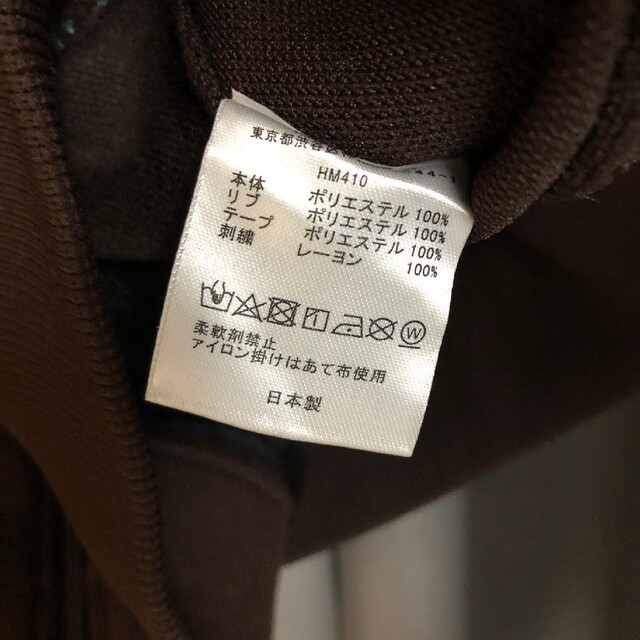 東京都渋谷区
HM410
本体 ポリエステル 100%
リブ ポリエステル 100%
テープ ポリエステル 100%
刺繍 レーヨン 100%
W
柔軟剤禁止
アイロン掛けはあて布使用
日本製